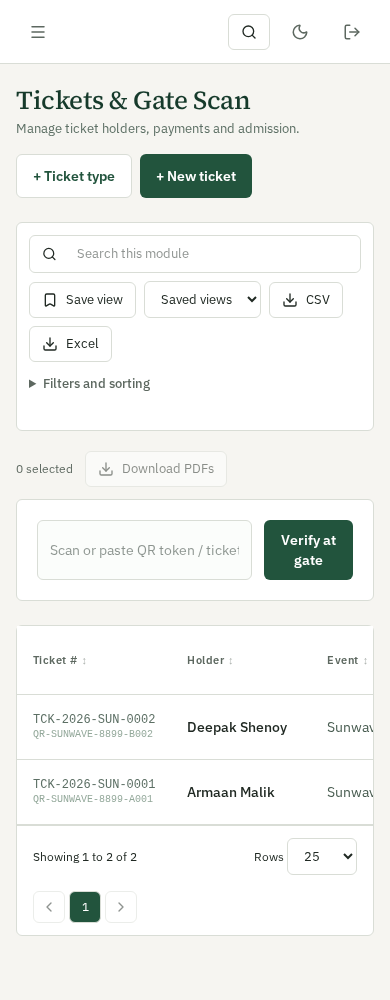 Tickets & Gate Scan
Manage ticket holders, payments and admission.
+ Ticket type
+ New ticket
Search this module
Save view
Saved views
CSV
Excel
Filters and sorting
0 selected
Download PDFs
Scan or paste QR token / ticket
Verify at
gate
Ticket # ↕
Holder ↕
Event ↕
TCK-2026-SUN-0002
QR-SUNWAVE-8899-B002
Deepak Shenoy
Sunwav
TCK-2026-SUN-0001
QR-SUNWAVE-8899-A001
Armaan Malik
Sunwav
Showing 1 to 2 of 2
Rows
25
1